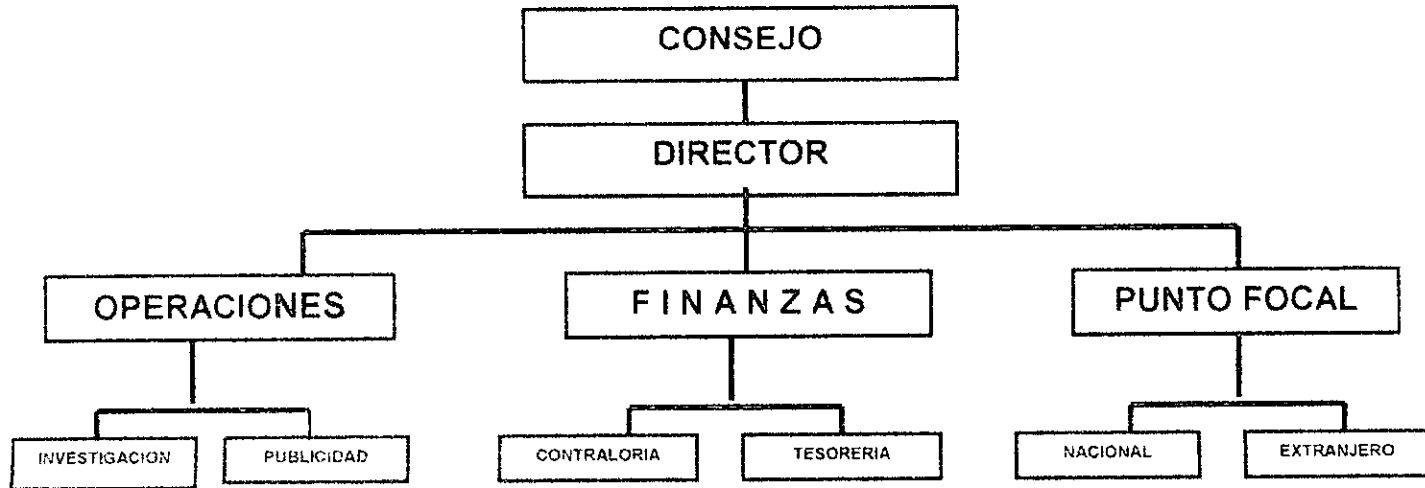 CONSEJO
DIRECTOR
OPERACIONES
F I N A N Z A S
PUNTO FOCAL
INVESTIGACION
PUBLICIDAD
CONTRALORIA
TESORERIA
NACIONAL
EXTRANJERO